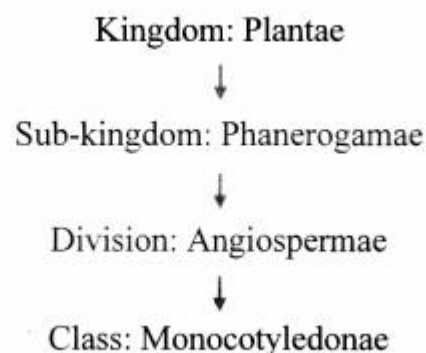 Kingdom: Plantae
Sub-kingdom: Phanerogamae
Division: Angiospermae
Class: Monocotyledonae